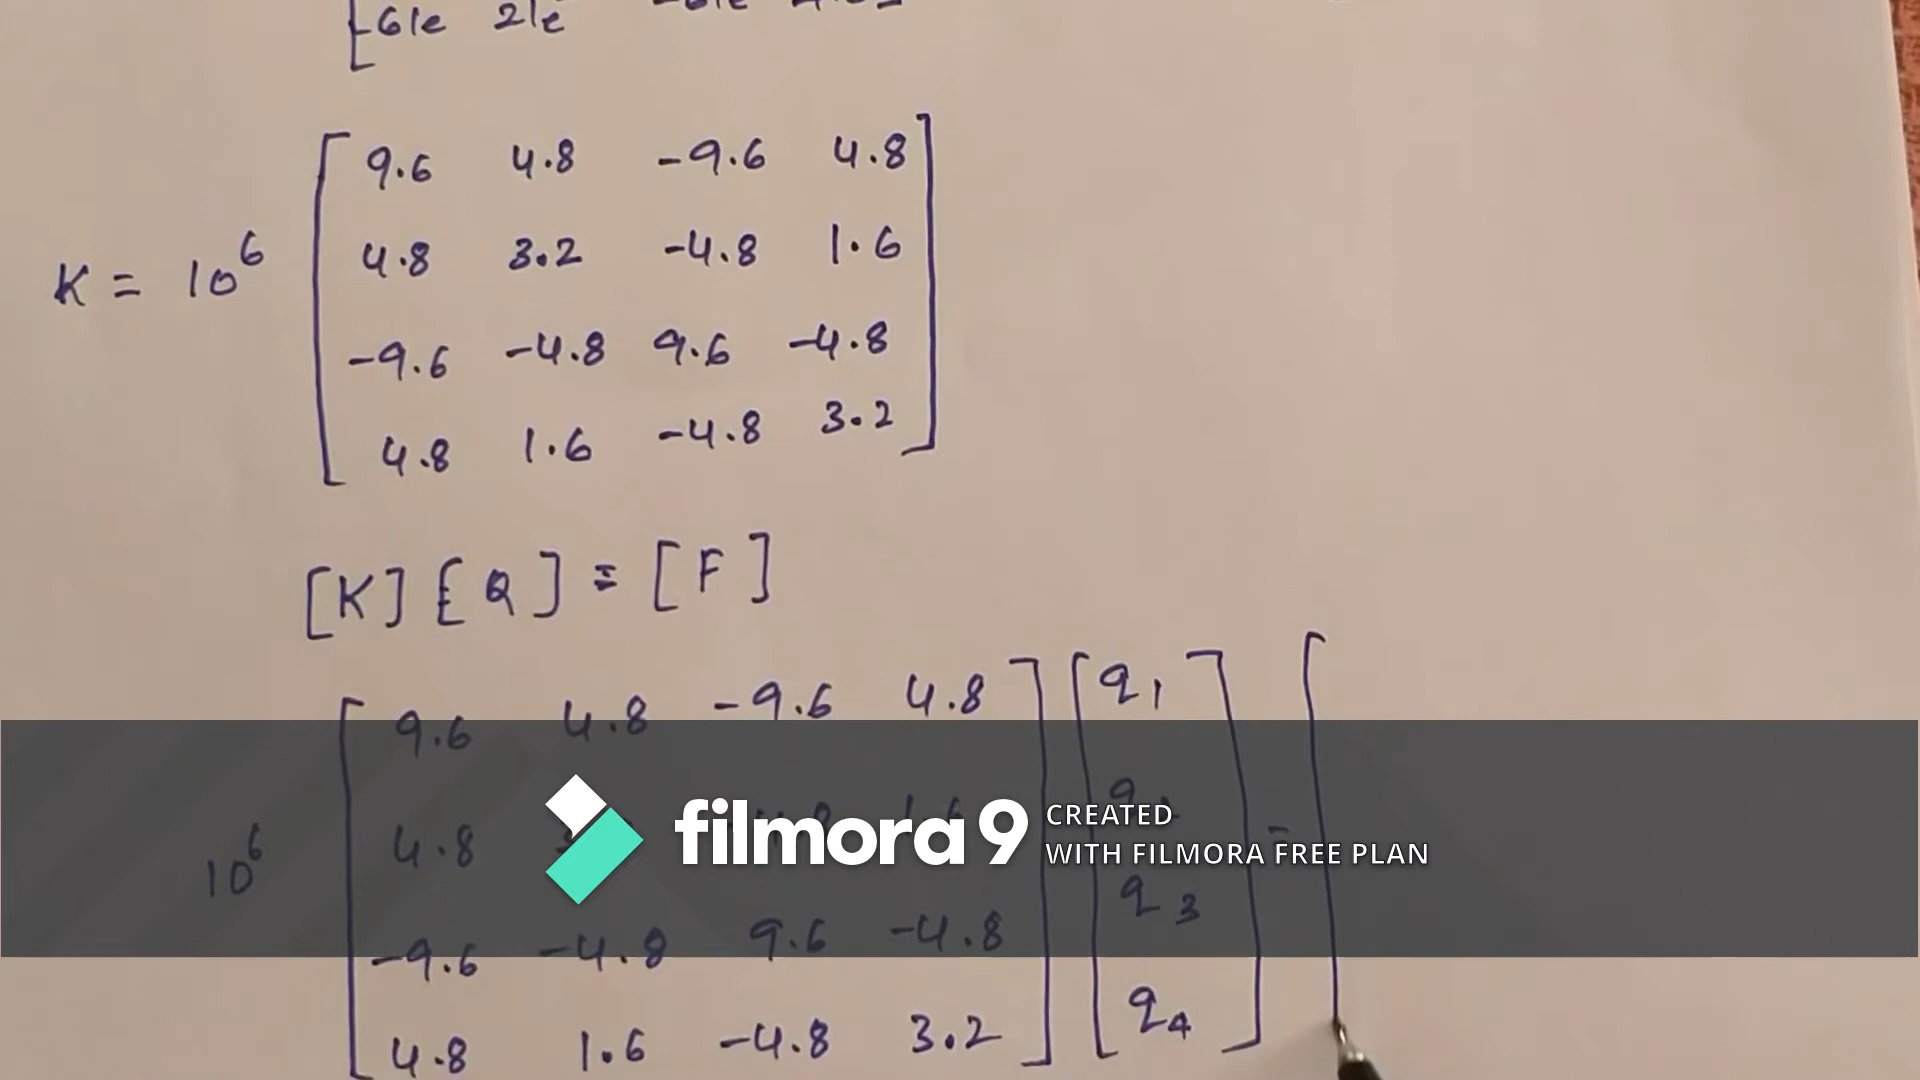 -6le 2le
9.6 4.8 -9.6 4.8
4.8 3.2 -4.8 1.6
K = 10^6
-9.6 -4.8 9.6 -4.8
4.8 1.6 -4.8 3.2
[K] [Q] = [F]
9.6 4.8 -9.6 4.8 q1
4.8
10^6
filmora 9
CREATED
WITH FILMORA FREE PLAN
q3
-9.6 -4.8 9.6 -4.8
4.8 1.6 -4.8 3.2 q4